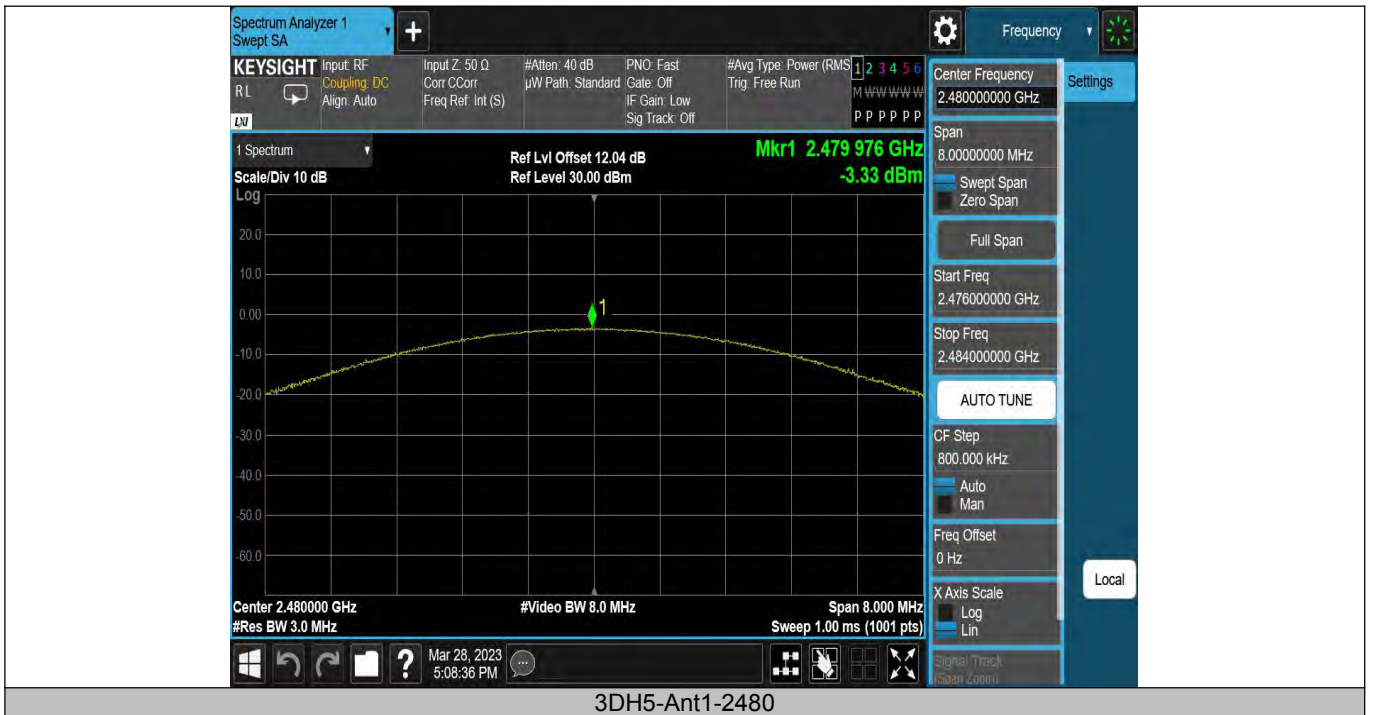 Spectrum Analyzer 1
Swept SA
+
Frequency
KEYSIGHT
RL
LXI
Input: RF
Coupling: DC
Align: Auto
Input Z: 50 Ω
Corr CCorr
Freq Ref: Int (S)
#Atten: 40 dB
µW Path: Standard
PNO: Fast
Gate: Off
IF Gain: Low
Sig Track: Off
#Avg Type: Power (RMS
Trig: Free Run
1 2 3 4 5 6
M W W W W W
P P P P P P
1 Spectrum
Scale/Div 10 dB
Ref Lvl Offset 12.04 dB
Ref Level 30.00 dBm
Mkr1 2.479 976 GHz
-3.33 dBm
Log
20.0
10.0
0.00
-10.0
-20.0
-30.0
-40.0
-50.0
-60.0
1
Center 2.480000 GHz
#Res BW 3.0 MHz
#Video BW 8.0 MHz
Span 8.000 MHz
Sweep 1.00 ms (1001 pts)
Center Frequency
2.480000000 GHz
Settings
Span
8.00000000 MHz
Swept Span
Zero Span
Full Span
Start Freq
2.476000000 GHz
Stop Freq
2.484000000 GHz
AUTO TUNE
CF Step
800.000 kHz
Auto
Man
Freq Offset
0 Hz
X Axis Scale
Log
Lin
Signal Track
(Span Zoom)
Local
?
Mar 28, 2023
5:08:36 PM
3DH5-Ant1-2480